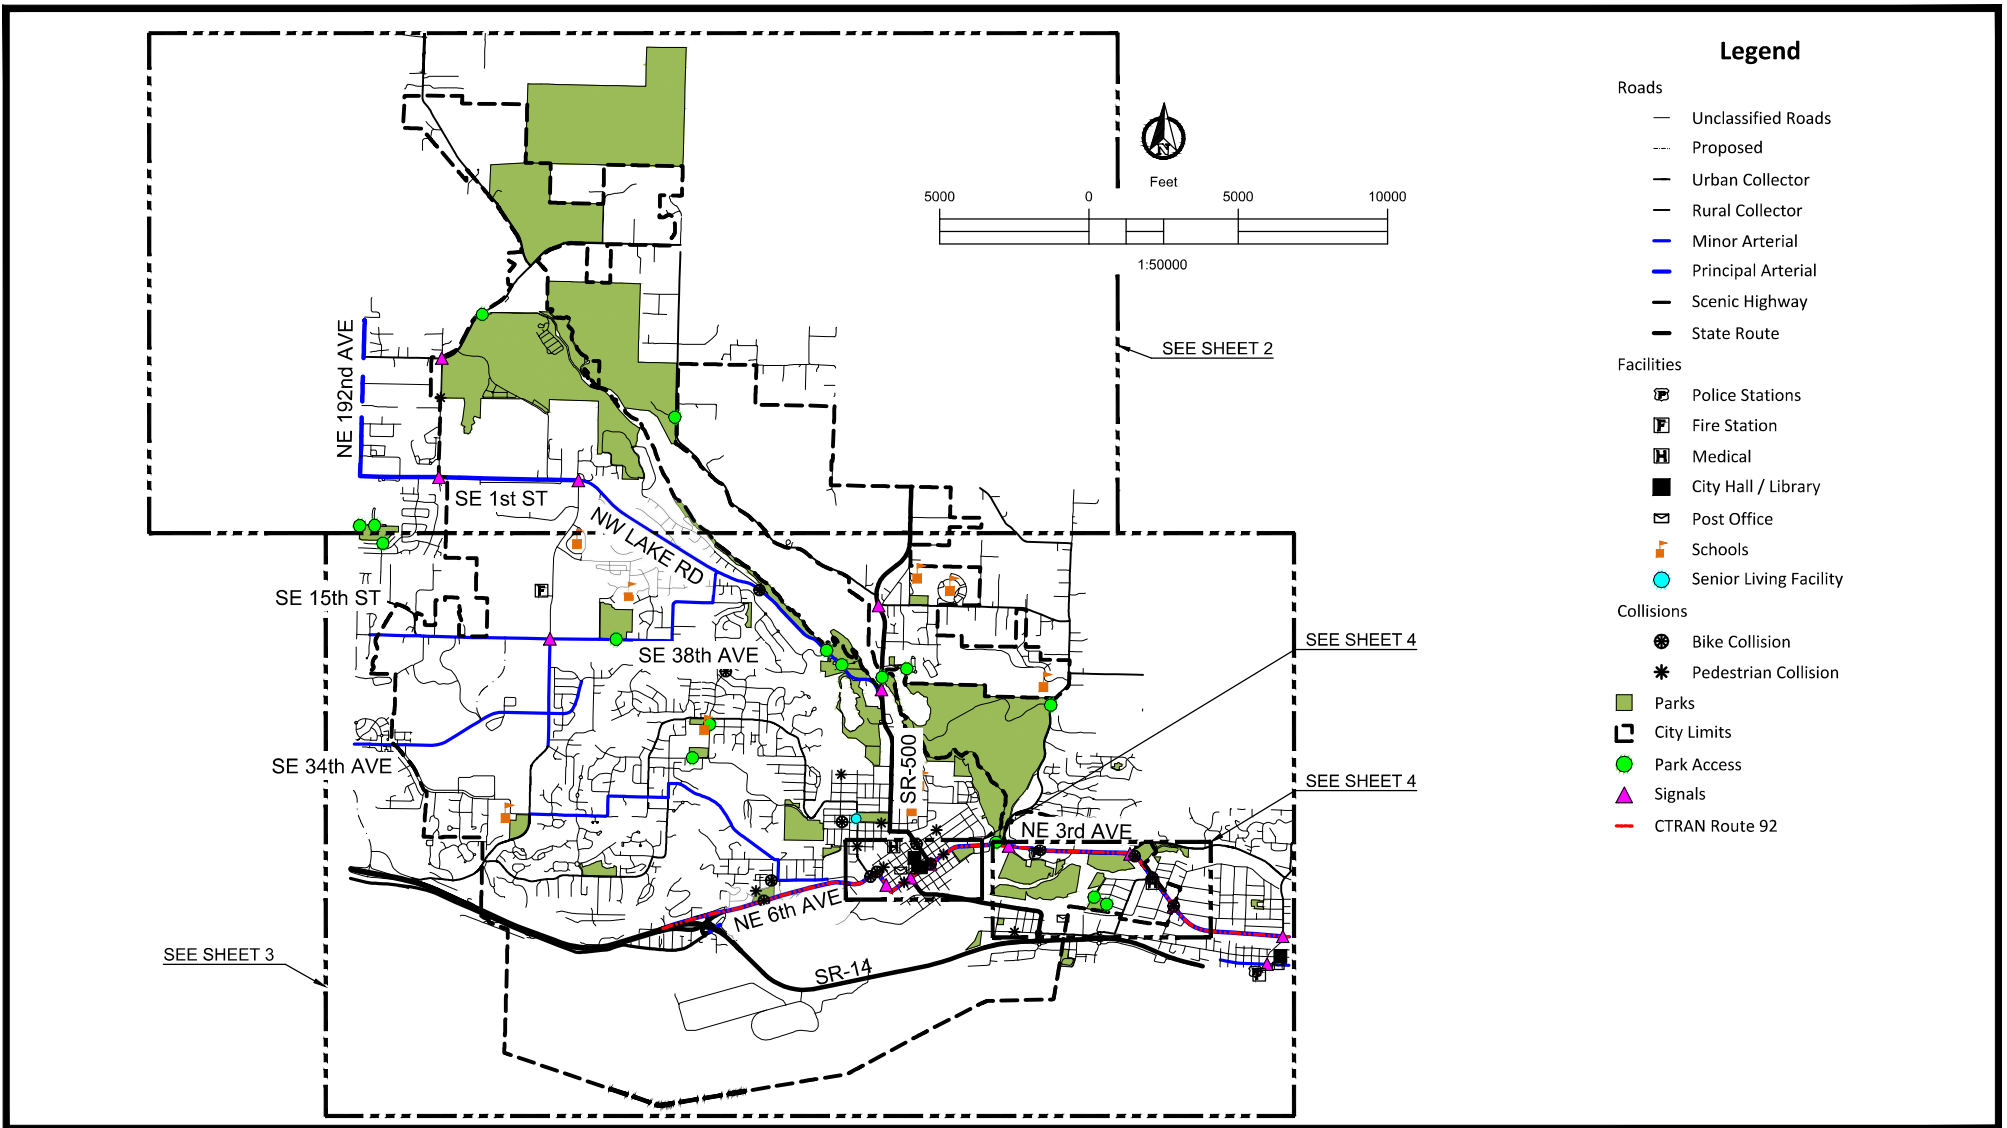 Legend
Roads
Unclassified Roads
Proposed
Urban Collector
Rural Collector
Minor Arterial
Principal Arterial
Scenic Highway
State Route
Facilities
P Police Stations
F Fire Station
H Medical
City Hall / Library
Post Office
Schools
Senior Living Facility
Collisions
Bike Collision
Pedestrian Collision
Parks
City Limits
Park Access
Signals
CTRAN Route 92
N
Feet
5000 0 5000 10000
1:50000
SEE SHEET 2
NE 192nd AVE
SE 1st ST
NW LAKE RD
SE 15th ST
F
SE 38th AVE
SEE SHEET 4
SE 34th AVE
SR-500
SEE SHEET 4
NE 3rd AVE
H
NE 6th AVE
SEE SHEET 3
SR-14